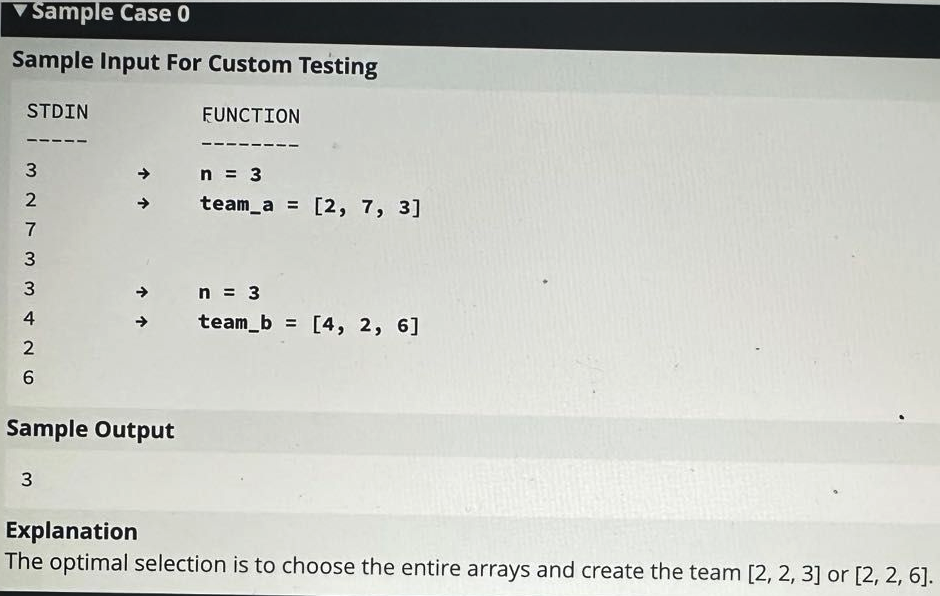 ▼ Sample Case 0
Sample Input For Custom Testing
STDIN FUNCTION
----- --------
3 → n = 3
2 → team_a = [2, 7, 3]
7
3
3 → n = 3
4 → team_b = [4, 2, 6]
2
6
Sample Output
3
Explanation
The optimal selection is to choose the entire arrays and create the team [2, 2, 3] or [2, 2, 6].